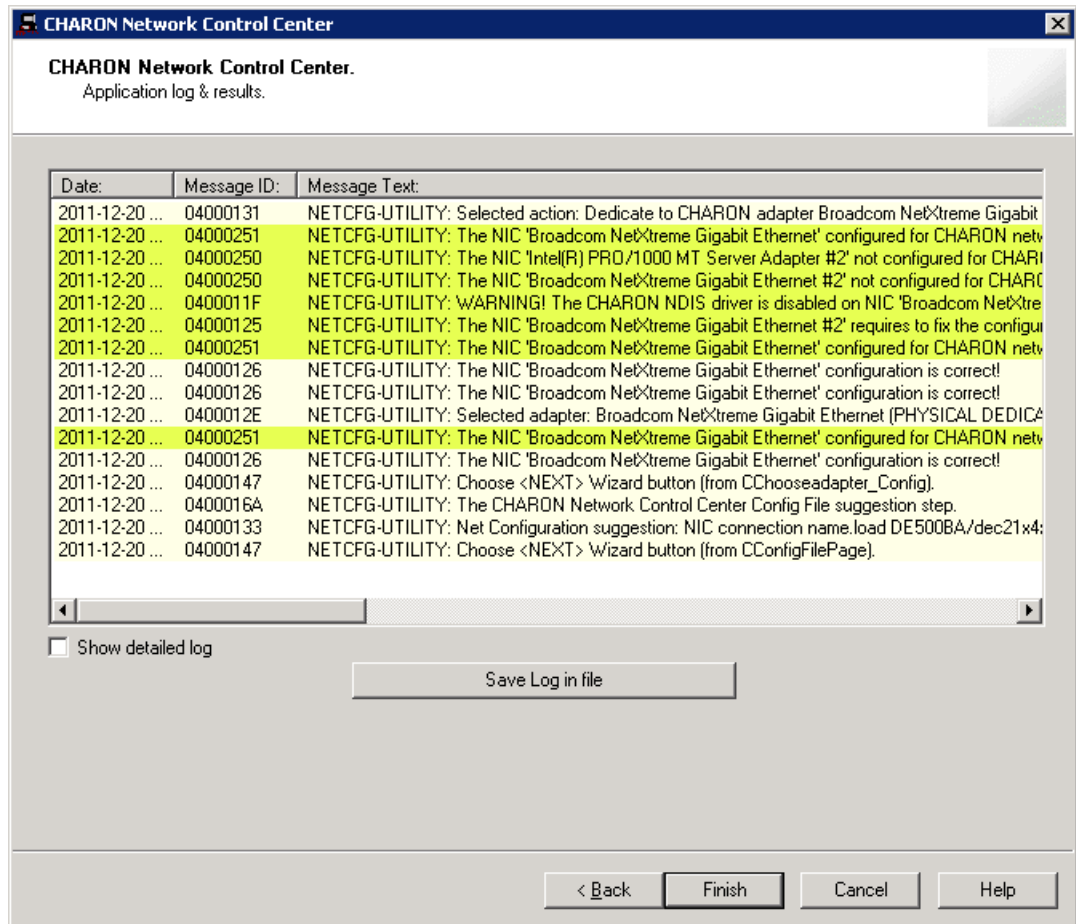 CHARON Network Control Center
CHARON Network Control Center.
Application log & results.
Date: Message ID: Message Text:
2011-12-20 ... 04000131 NETCFG-UTILITY: Selected action: Dedicate to CHARON adapter Broadcom NetXtreme Gigabit
2011-12-20 ... 04000251 NETCFG-UTILITY: The NIC 'Broadcom NetXtreme Gigabit Ethernet' configured for CHARON
2011-12-20 ... 04000250 NETCFG-UTILITY: The NIC 'Intel(R) PRO/1000 MT Server Adapter #2' not configured for
2011-12-20 ... 04000250 NETCFG-UTILITY: The NIC 'Broadcom NetXtreme Gigabit Ethernet #2' not configured for
2011-12-20 ... 0400011F NETCFG-UTILITY: WARNING! The CHARON NDIS driver is disabled on NIC 'Broadcom
2011-12-20 ... 04000125 NETCFG-UTILITY: The NIC 'Broadcom NetXtreme Gigabit Ethernet #2' requires to fix the
2011-12-20 ... 04000251 NETCFG-UTILITY: The NIC 'Broadcom NetXtreme Gigabit Ethernet' configured for CHARON
2011-12-20 ... 04000126 NETCFG-UTILITY: The NIC 'Broadcom NetXtreme Gigabit Ethernet' configuration is correct!
2011-12-20 ... 04000126 NETCFG-UTILITY: The NIC 'Broadcom NetXtreme Gigabit Ethernet' configuration is correct!
2011-12-20 ... 0400012E NETCFG-UTILITY: Selected adapter: Broadcom NetXtreme Gigabit Ethernet (PHYSICAL
2011-12-20 ... 04000251 NETCFG-UTILITY: The NIC 'Broadcom NetXtreme Gigabit Ethernet' configured for CHARON
2011-12-20 ... 04000126 NETCFG-UTILITY: The NIC 'Broadcom NetXtreme Gigabit Ethernet' configuration is correct!
2011-12-20 ... 04000147 NETCFG-UTILITY: Choose <NEXT> Wizard button (from CChooseadapter_Config).
2011-12-20 ... 0400016A NETCFG-UTILITY: The CHARON Network Control Center Config File suggestion step.
2011-12-20 ... 04000133 NETCFG-UTILITY: Net Configuration suggestion: NIC connection name.load
2011-12-20 ... 04000147 NETCFG-UTILITY: Choose <NEXT> Wizard button (from CConfigFilePage).
Show detailed log
Save Log in file
< Back Finish Cancel Help